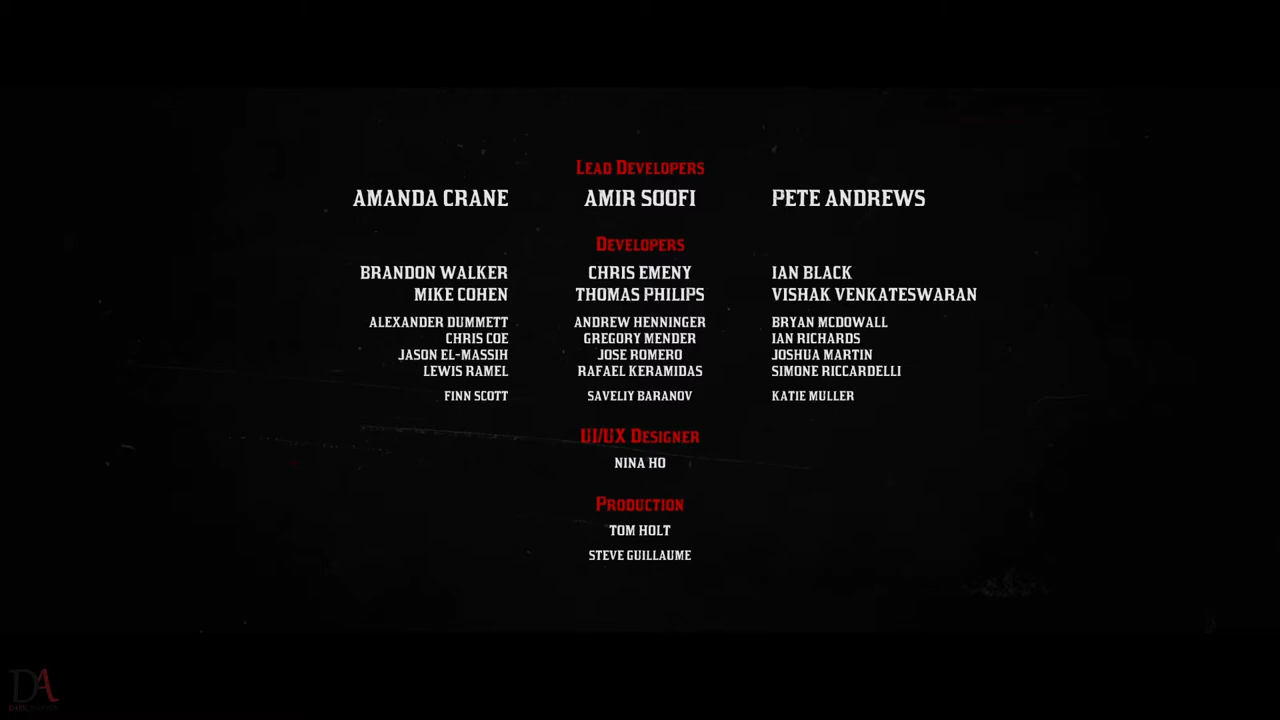 LEAD DEVELOPERS
AMANDA CRANE AMIR SOOFI PETE ANDREWS
DEVELOPERS
BRANDON WALKER CHRIS EMENY IAN BLACK
MIKE COHEN THOMAS PHILIPS VISHAK VENKATESWARAN
ALEXANDER DUMMETT ANDREW HENNINGER BRYAN MCDOWALL
CHRIS COE GREGORY MENDER IAN RICHARDS
JASON EL-MASSIH JOSE ROMERO JOSHUA MARTIN
LEWIS RAMEL RAFAEL KERAMIDAS SIMONE RICCARDELLI
FINN SCOTT SAVELIY BARANOV KATIE MULLER
UI/UX DESIGNER
NINA HO
PRODUCTION
TOM HOLT
STEVE GUILLAUME
DA